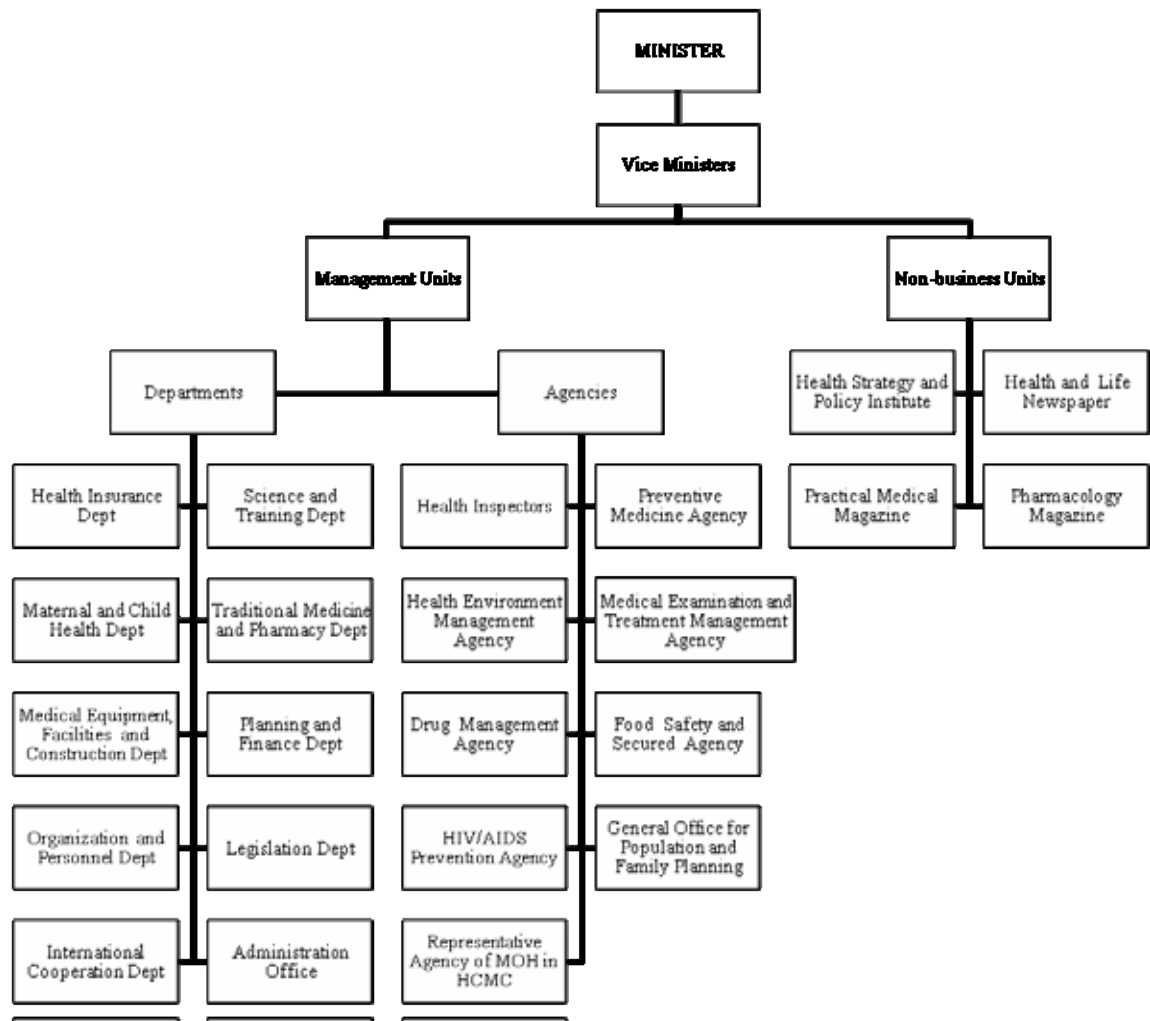 MINISTER
Vice Ministers
Management Units
Non-business Units
Departments
Agencies
Health Strategy and
Policy Institute
Health and Life
Newspaper
Health Insurance
Dept
Science and
Training Dept
Health Inspectors
Preventive
Medicine Agency
Practical Medical
Magazine
Pharmacology
Magazine
Maternal and Child
Health Dept
Traditional Medicine
and Pharmacy Dept
Health Environment
Management
Agency
Medical Examination and
Treatment Management
Agency
Medical Equipment,
Facilities and
Construction Dept
Planning and
Finance Dept
Drug Management
Agency
Food Safety and
Secured Agency
Organization and
Personnel Dept
Legislation Dept
HIV/AIDS
Prevention Agency
General Office for
Population and
Family Planning
International
Cooperation Dept
Administration
Office
Representative
Agency of MOH in
HCMC